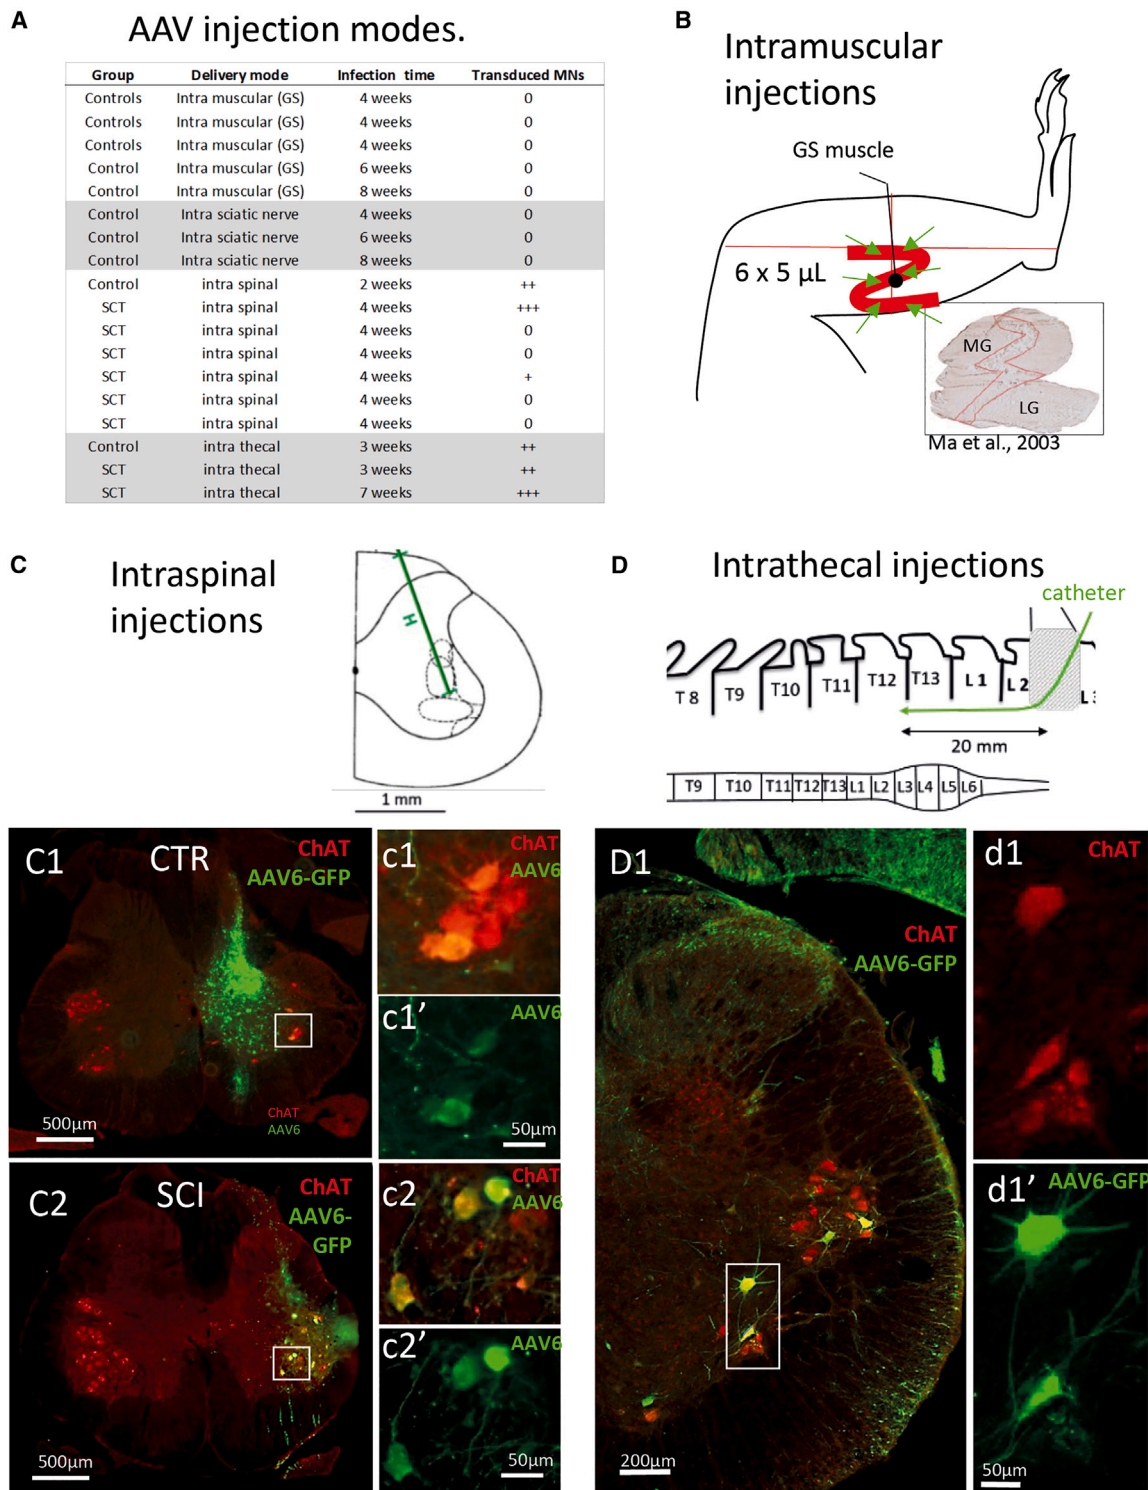 A
AAV injection modes.
Group Delivery mode Infection time Transduced MNs
Controls Intra muscular (GS) 4 weeks 0
Controls Intra muscular (GS) 4 weeks 0
Controls Intra muscular (GS) 4 weeks 0
Control Intra muscular (GS) 6 weeks 0
Control Intra muscular (GS) 8 weeks 0
Control Intra sciatic nerve 4 weeks 0
Control Intra sciatic nerve 6 weeks 0
Control Intra sciatic nerve 8 weeks 0
Control intra spinal 2 weeks ++
SCT intra spinal 4 weeks +++
SCT intra spinal 4 weeks 0
SCT intra spinal 4 weeks 0
SCT intra spinal 4 weeks +
SCT intra spinal 4 weeks 0
SCT intra spinal 4 weeks 0
Control intra thecal 3 weeks ++
SCT intra thecal 3 weeks ++
SCT intra thecal 7 weeks +++
B
Intramuscular
injections
GS muscle
6 x 5 µL
MG
LG
Ma et al., 2003
C
Intraspinal
injections
H
1 mm
D
Intrathecal injections
catheter
T 8 T9 T10 T11 T12 T13 L 1 L 2
20 mm
T9 T10 T11 T12 T13 L1 L2 L3 L4 L5 L6
C1
CTR
ChAT
AAV6-GFP
ChAT
AAV6
500µm
c1
ChAT
AAV6
c1’
AAV6
50µm
C2
SCI
ChAT
AAV6-
GFP
500µm
c2
ChAT
AAV6
c2’
AAV6
50µm
D1
ChAT
AAV6-GFP
200µm
d1
ChAT
d1’
AAV6-GFP
50µm